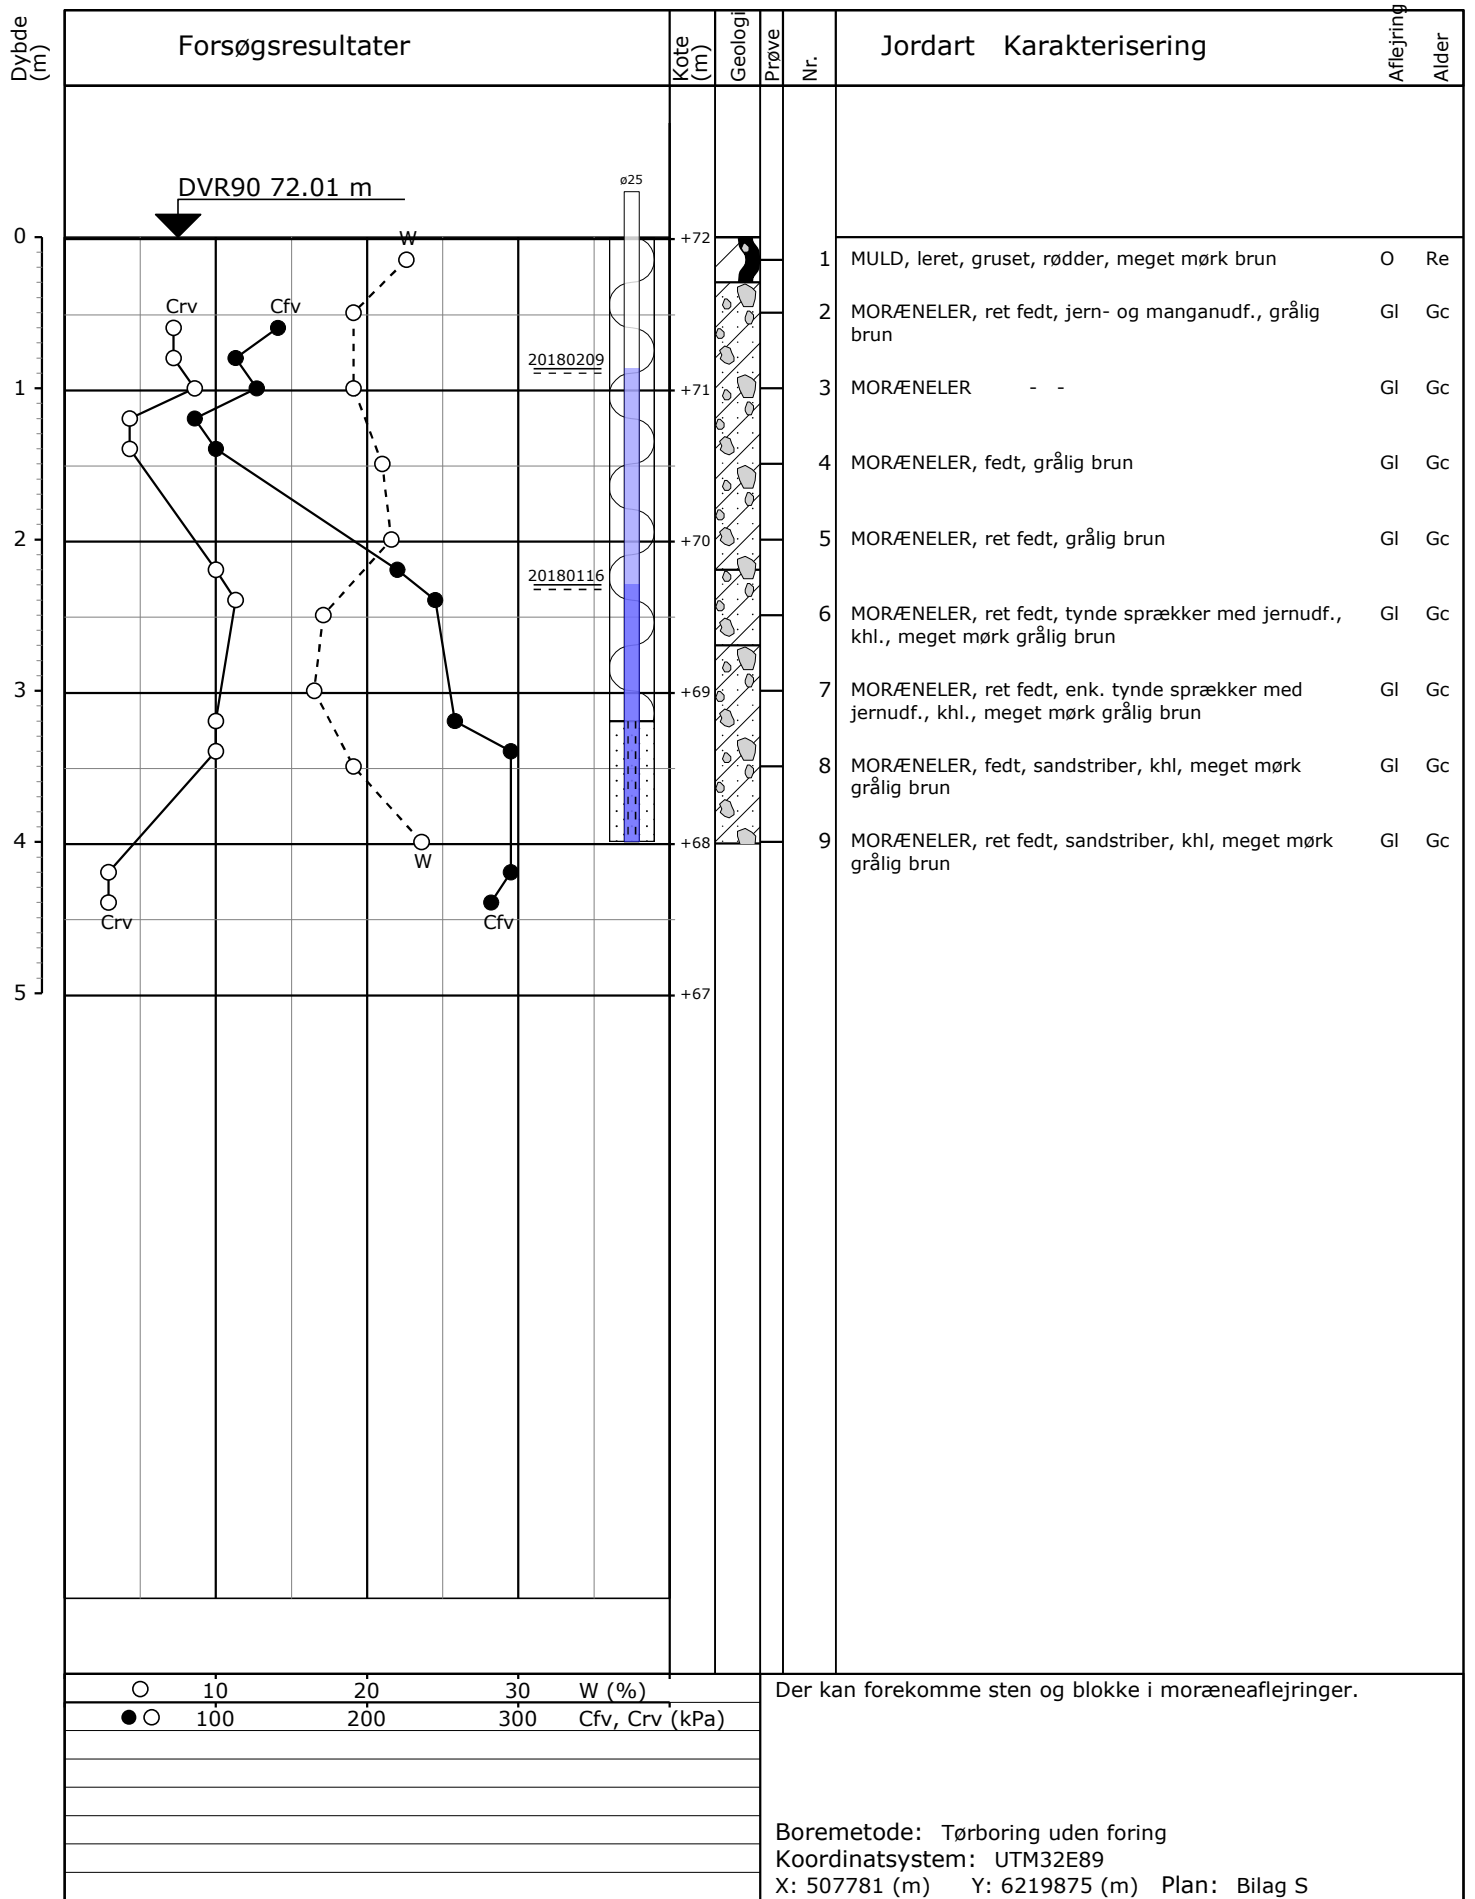 Dybde (m)
Forsøgsresultater
Kote (m)
Geologi
Prøve
Nr.
Jordart Karakterisering
Aflejring
Alder
DVR90 72.01 m
ø25
W
0
+72
1 MULD, leret, gruset, rødder, meget mørk brun O Re
Crv
Cfv
2 MORÆNELER, ret fedt, jern- og manganudf., grålig Gl Gc
brun
20180209
1
+71
3 MORÆNELER - - Gl Gc
4 MORÆNELER, fedt, grålig brun Gl Gc
2
+70
5 MORÆNELER, ret fedt, grålig brun Gl Gc
20180116
6 MORÆNELER, ret fedt, tynde sprækker med jernudf., Gl Gc
khl., meget mørk grålig brun
3
+69
7 MORÆNELER, ret fedt, enk. tynde sprækker med Gl Gc
jernudf., khl., meget mørk grålig brun
8 MORÆNELER, fedt, sandstriber, khl, meget mørk Gl Gc
grålig brun
4
+68
9 MORÆNELER, ret fedt, sandstriber, khl, meget mørk Gl Gc
grålig brun
W
Crv
Cfv
5
+67
10 20 30 W (%)
100 200 300 Cfv, Crv (kPa)
Der kan forekomme sten og blokke i moræneaflejringer.
Boremetode: Tørboring uden foring
Koordinatsystem: UTM32E89
X: 507781 (m) Y: 6219875 (m) Plan: Bilag S